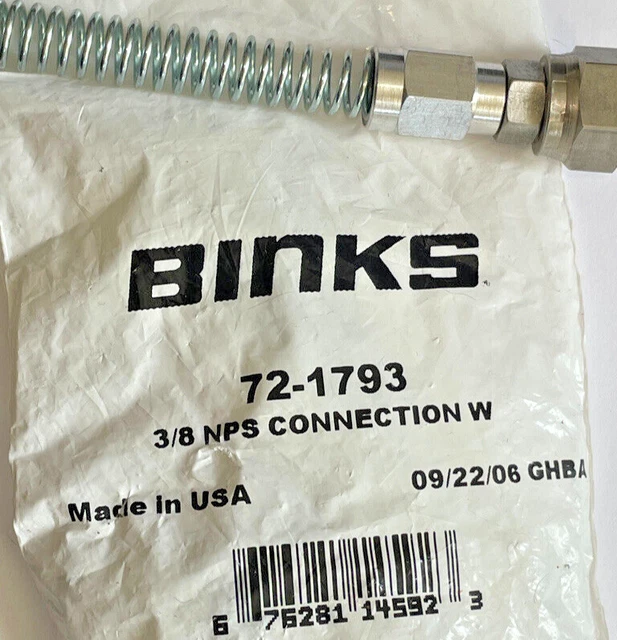 BINKS
72-1793
3/8 NPS CONNECTION W
Made in USA
09/22/06 GHBA
6 76281 14592 3